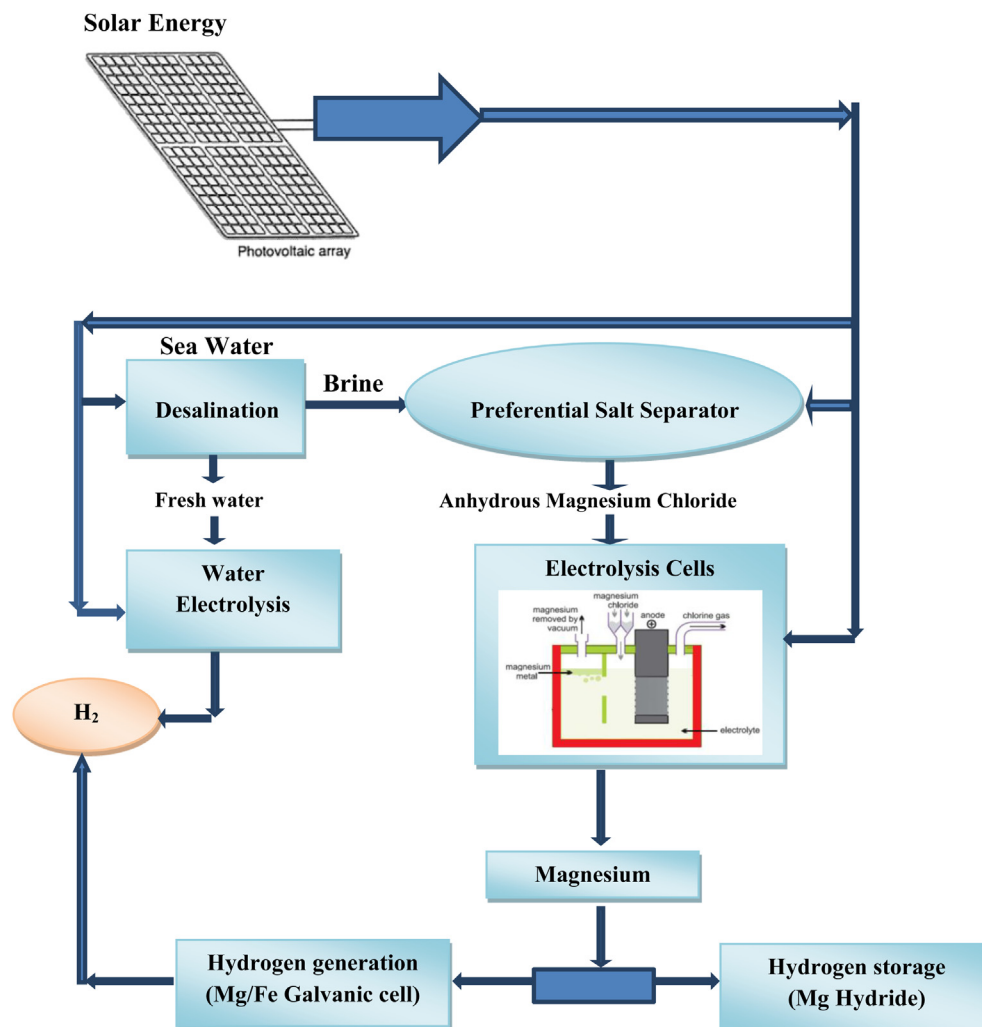 Solar Energy
Photovoltaic array
Sea Water
Desalination
Brine
Preferential Salt Separator
Fresh water
Anhydrous Magnesium Chloride
Water
Electrolysis
Electrolysis Cells
magnesium
removed by
vacuum
magnesium
chloride
anode
⊕
chlorine gas
magnesium
metal
electrolyte
H₂
Magnesium
Hydrogen generation
(Mg/Fe Galvanic cell)
Hydrogen storage
(Mg Hydride)